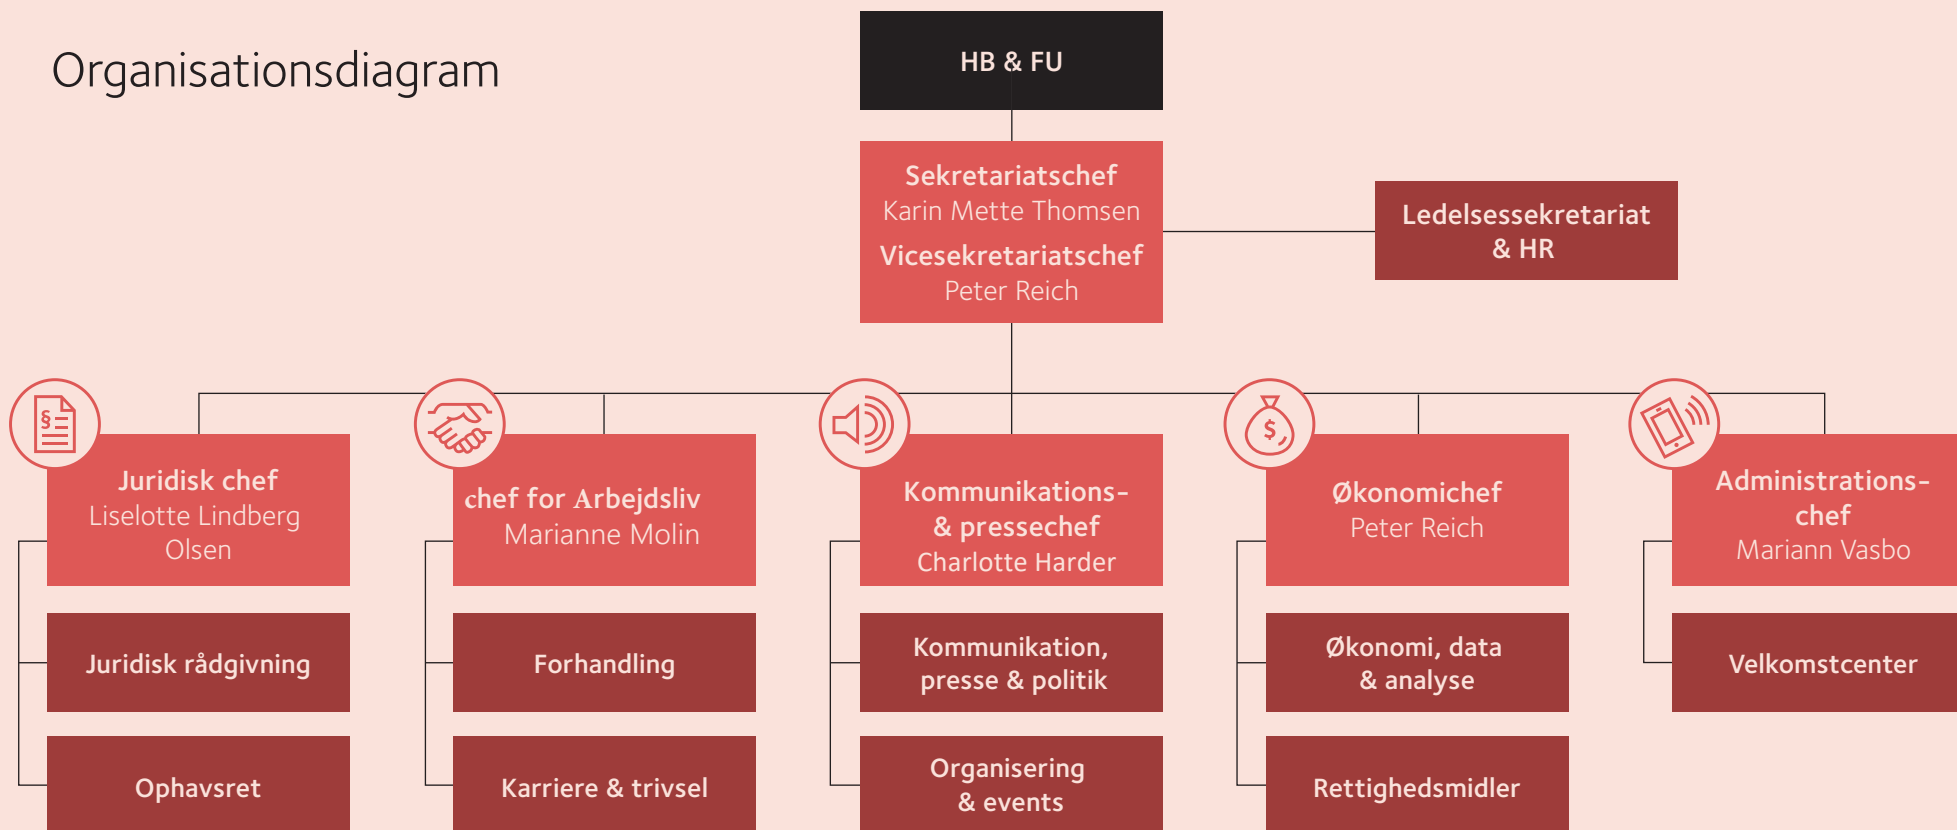 Organisationsdiagram
HB & FU
Sekretariatschef
Karin Mette Thomsen
Vicesekretariatschef
Peter Reich
Ledelsessekretariat
& HR
§
Juridisk chef
Liselotte Lindberg
Olsen
Juridisk rådgivning
Ophavsret
chef for Arbejdsliv
Marianne Molin
Forhandling
Karriere & trivsel
Kommunikations-
& pressechef
Charlotte Harder
Kommunikation,
presse & politik
Organisering
& events
$
Økonomichef
Peter Reich
Økonomi, data
& analyse
Rettighedsmidler
Administrations-
chef
Mariann Vasbo
Velkomstcenter